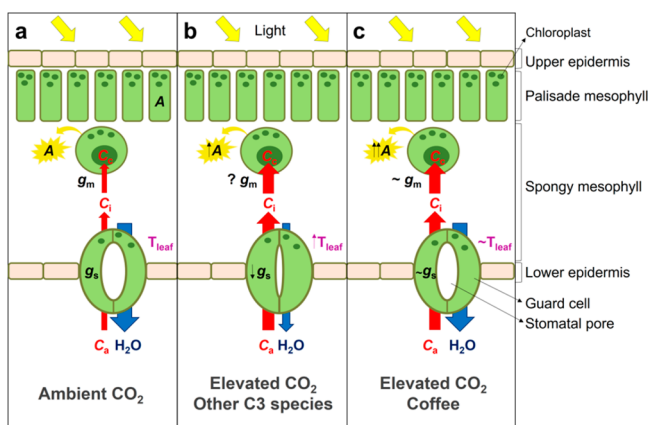 a
A
A
gm
Cc
Ci
Tleaf
gs
Ca H₂O
Ambient CO₂
b
Light
↑A
? gm
Cc
Ci
↑Tleaf
↓ gs
Ca H₂O
Elevated CO₂
Other C3 species
c
↑↑A
~ gm
Cc
Ci
~Tleaf
~gs
Ca H₂O
Elevated CO₂
Coffee
Chloroplast
Upper epidermis
Palisade mesophyll
Spongy mesophyll
Lower epidermis
Guard cell
Stomatal pore